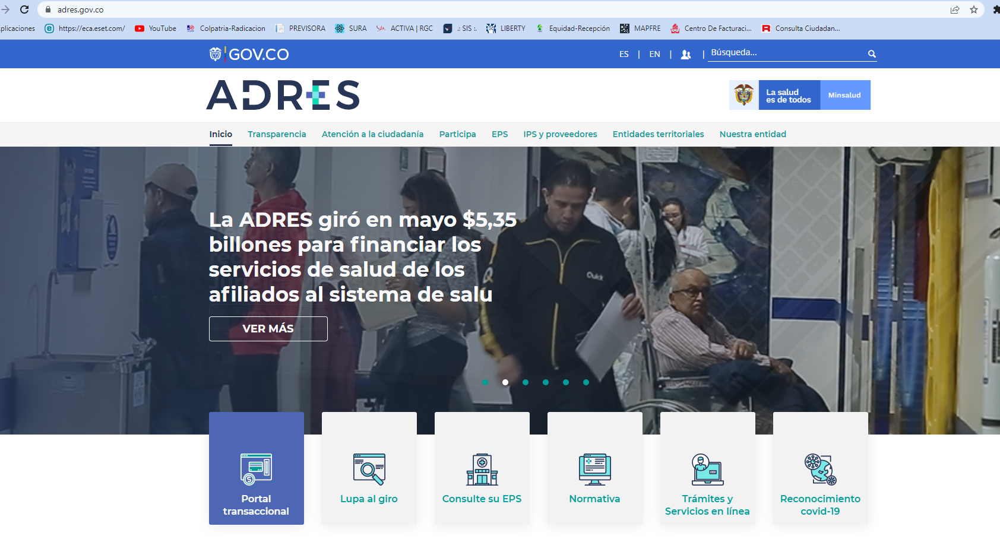 adres.gov.co
plicaciones
https://eca.eset.com/
YouTube
Colpatria-Radicacion
PREVISORA
SURA
ACTIVA | RGC
.: SIS :.
LIBERTY
Equidad-Recepción
MAPFRE
Centro De Facturaci...
Consulta Ciudadan...
GOV.CO
ES | EN | |
Búsqueda...
ADRES
La salud
es de todos
Minsalud
Inicio
Transparencia
Atención a la ciudadanía
Participa
EPS
IPS y proveedores
Entidades territoriales
Nuestra entidad
La ADRES giró en mayo $5,35
billones para financiar los
servicios de salud de los
afiliados al sistema de salu
VER MÁS
Quick
Portal
transaccional
Lupa al giro
Consulte su EPS
Normativa
Trámites y
Servicios en línea
Reconocimiento
covid-19